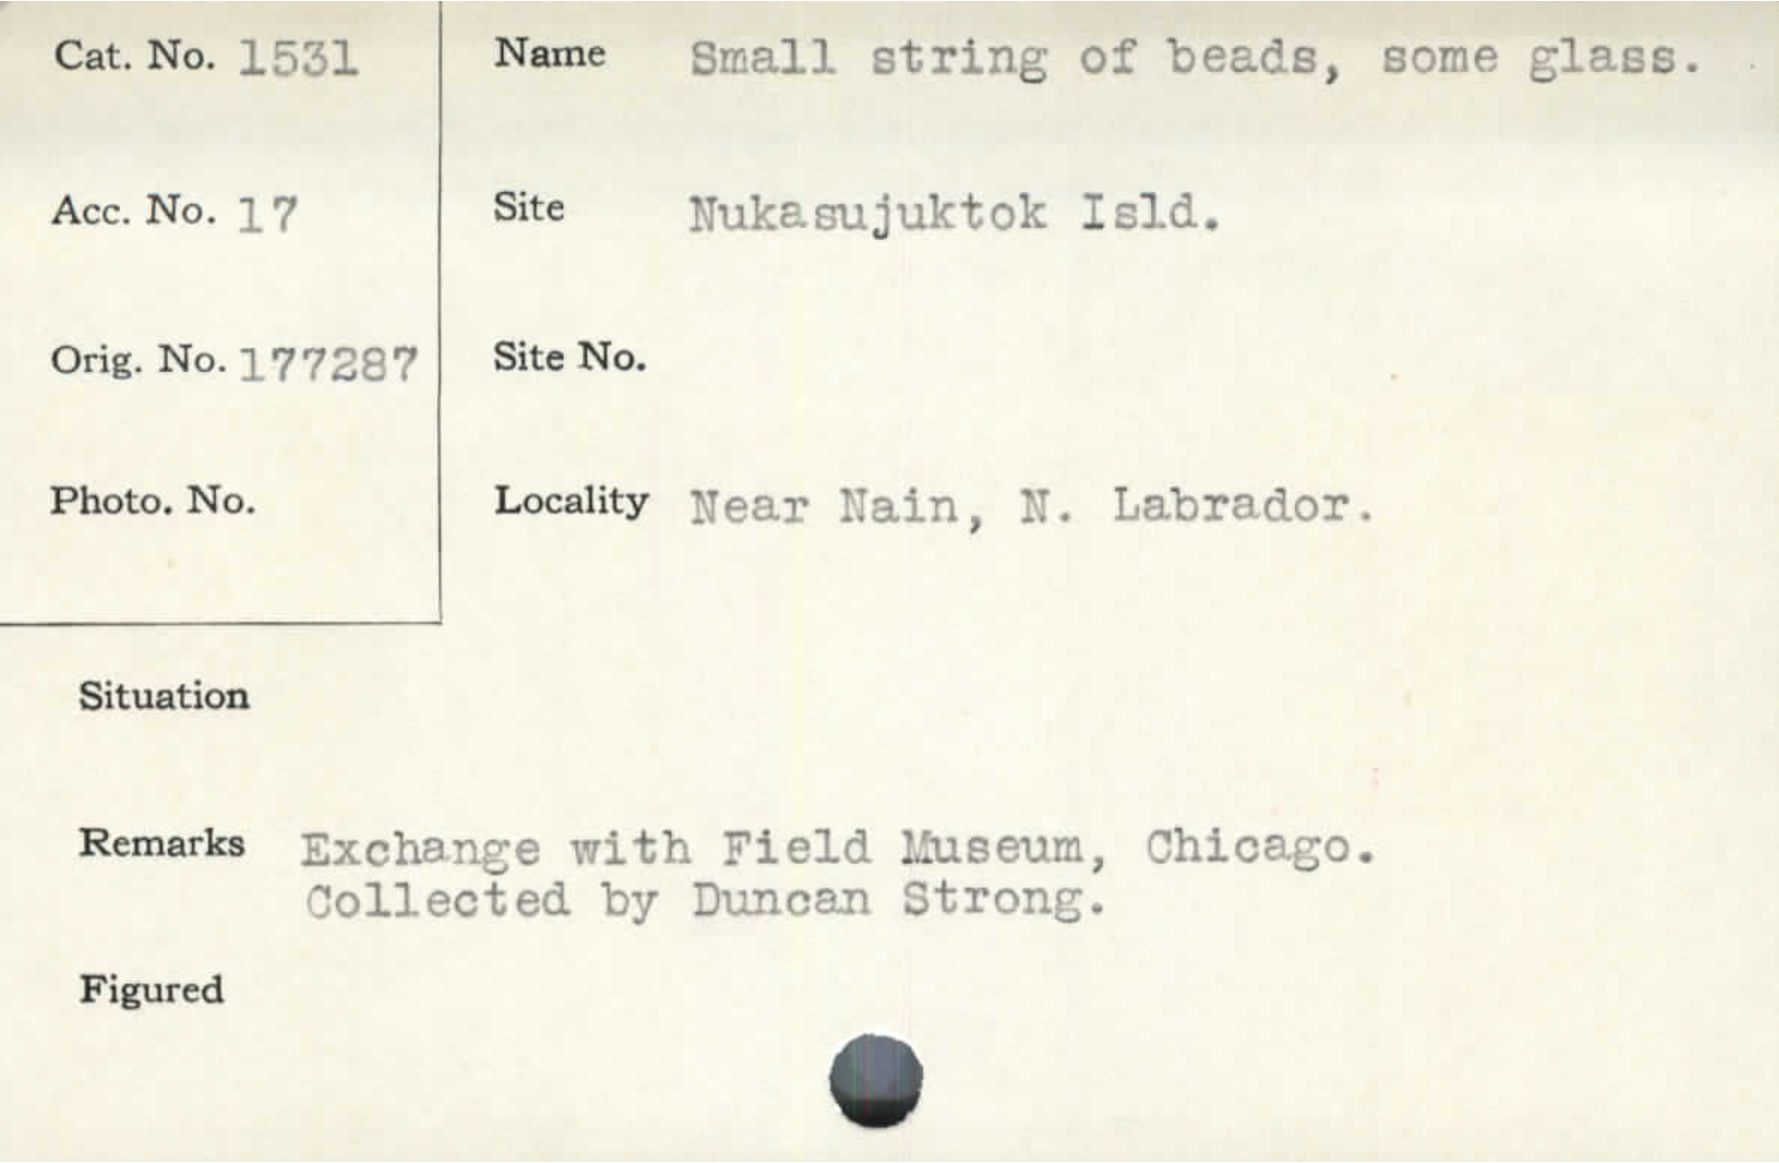 Cat. No. 1531
Name Small string of beads, some glass.
Acc. No. 17
Site Nukasujuktok Isld.
Orig. No. 177287
Site No.
Photo. No.
Locality Near Nain, N. Labrador.
Situation
Remarks Exchange with Field Museum, Chicago.
Collected by Duncan Strong.
Figured